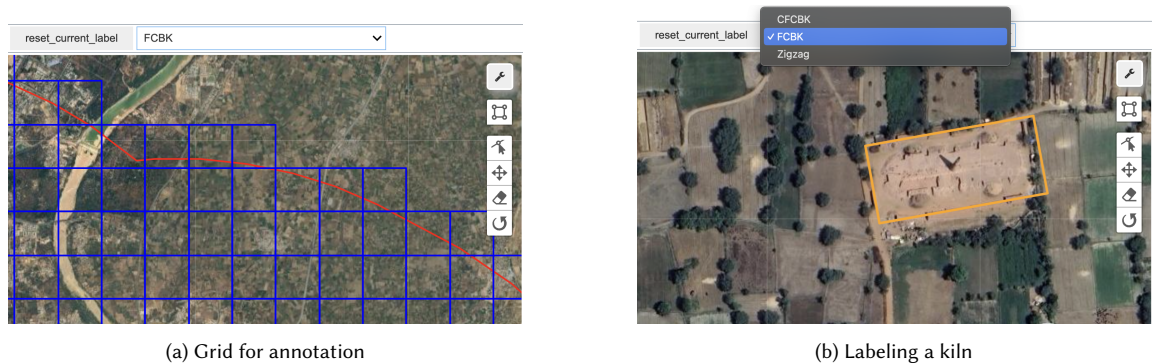 reset_current_label FCBK
(a) Grid for annotation
CFCBK
reset_current_label ✓ FCBK
Zigzag
(b) Labeling a kiln